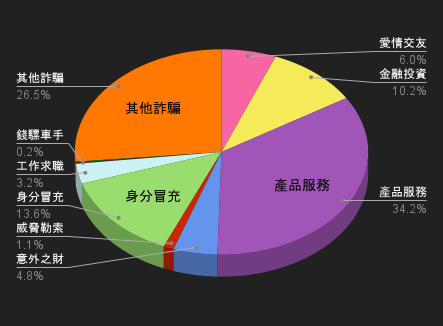 愛情交友
6.0%
金融投資
10.2%
產品服務
34.2%
其他詐騙
26.5%
錢騾車手
0.2%
工作求職
3.2%
身分冒充
13.6%
威脅勒索
1.1%
意外之財
4.8%
其他詐騙
身分冒充
產品服務